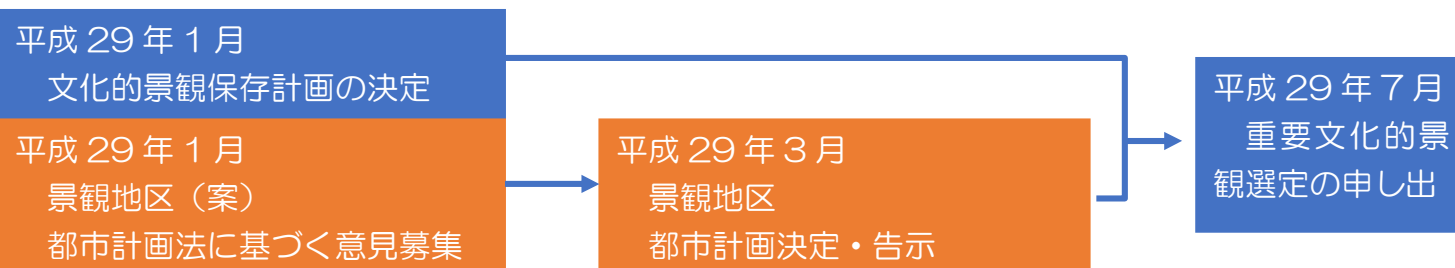 平成 29 年 1 月
文化的景観保存計画の決定
平成 29 年 1 月
景観地区（案）
都市計画法に基づく意見募集
平成 29 年 3 月
景観地区
都市計画決定・告示
平成 29 年 7 月
重要文化的景
観選定の申し出